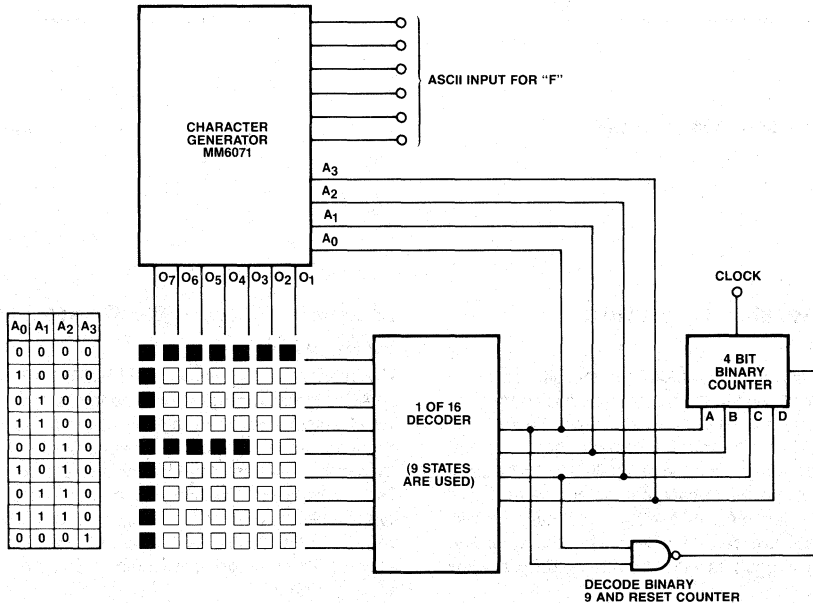 ASCII INPUT FOR "F"
CHARACTER
GENERATOR
MM6071
A3
A2
A1
A0
O7 O6 O5 O4 O3 O2 O1
CLOCK
A0 A1 A2 A3
0 0 0 0
1 0 0 0
0 1 0 0
1 1 0 0
0 0 1 0
1 0 1 0
0 1 1 0
1 1 1 0
0 0 0 1
1 OF 16
DECODER
(9 STATES
ARE USED)
4 BIT
BINARY
COUNTER
A B C D
DECODE BINARY
9 AND RESET COUNTER